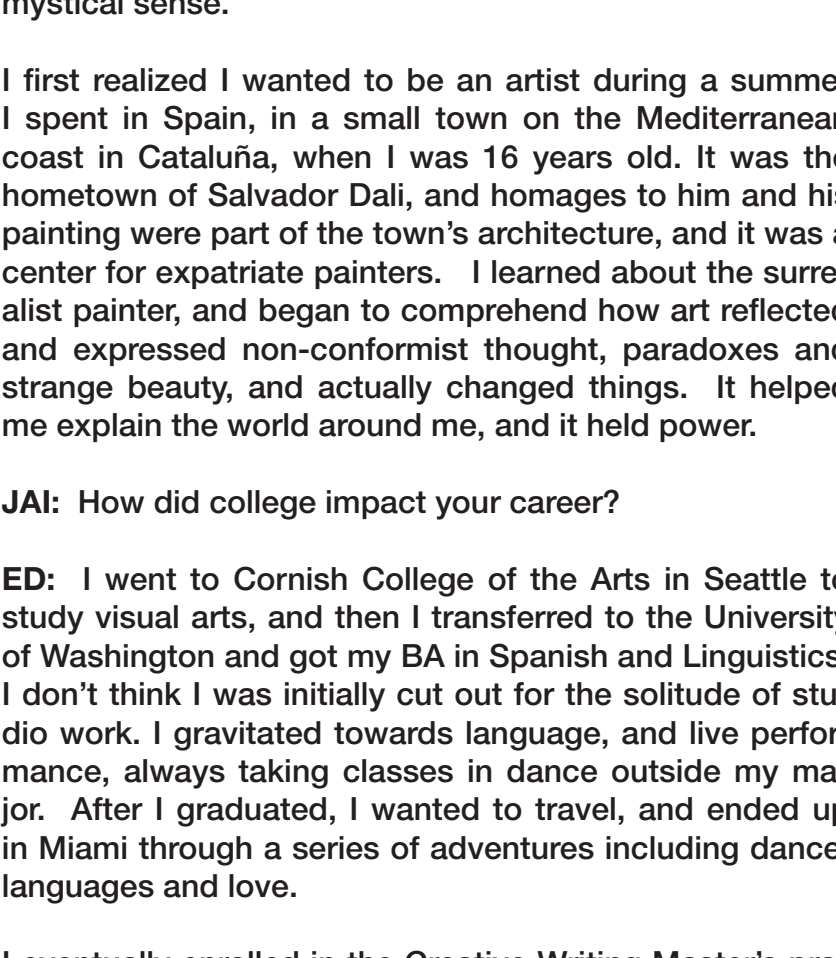 mystical sense.
I first realized I wanted to be an artist during a summe
I spent in Spain, in a small town on the Mediterranean
coast in Cataluña, when I was 16 years old. It was the
hometown of Salvador Dali, and homages to him and his
painting were part of the town’s architecture, and it was a
center for expatriate painters.   I learned about the surre
alist painter, and began to comprehend how art reflected
and expressed non-conformist thought, paradoxes and
strange beauty, and actually changed things.  It helped
me explain the world around me, and it held power.
JAI:  How did college impact your career?
ED:  I went to Cornish College of the Arts in Seattle to
study visual arts, and then I transferred to the University
of Washington and got my BA in Spanish and Linguistics
I don’t think I was initially cut out for the solitude of stu
dio work. I gravitated towards language, and live perfor
mance, always taking classes in dance outside my ma
jor.  After I graduated, I wanted to travel, and ended up
in Miami through a series of adventures including dance
languages and love.
I eventually enrolled in the Creative Writing Master’s pro